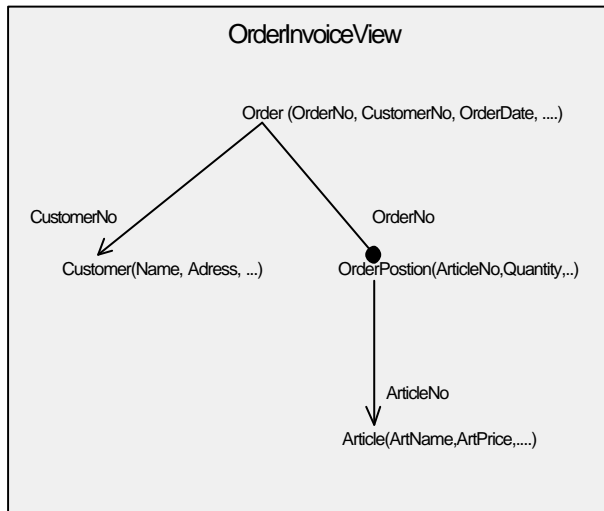 OrderInvoiceView
Order (OrderNo, CustomerNo, OrderDate, ....)
CustomerNo
OrderNo
Customer(Name, Adress, ...)
OrderPostion(ArticleNo,Quantity,..)
ArticleNo
Article(ArtName,ArtPrice,....)